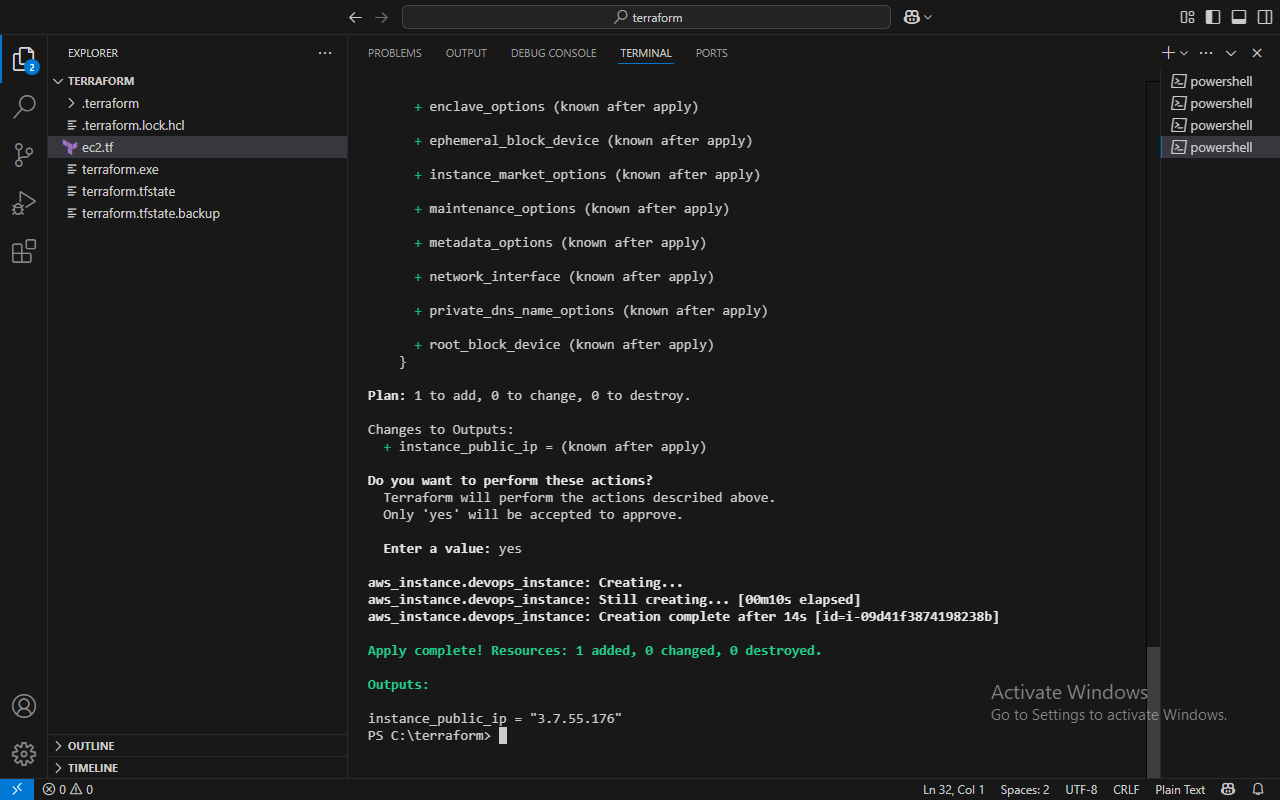 terraform
EXPLORER
TERRAFORM
.terraform
.terraform.lock.hcl
ec2.tf
terraform.exe
terraform.tfstate
terraform.tfstate.backup
OUTLINE
TIMELINE
2
PROBLEMS OUTPUT DEBUG CONSOLE TERMINAL PORTS
+ enclave_options (known after apply)
+ ephemeral_block_device (known after apply)
+ instance_market_options (known after apply)
+ maintenance_options (known after apply)
+ metadata_options (known after apply)
+ network_interface (known after apply)
+ private_dns_name_options (known after apply)
+ root_block_device (known after apply)
}
Plan: 1 to add, 0 to change, 0 to destroy.
Changes to Outputs:
+ instance_public_ip = (known after apply)
Do you want to perform these actions?
Terraform will perform the actions described above.
Only 'yes' will be accepted to approve.
Enter a value: yes
aws_instance.devops_instance: Creating...
aws_instance.devops_instance: Still creating... [00m10s elapsed]
aws_instance.devops_instance: Creation complete after 14s [id=i-09d41f3874198238b]
Apply complete! Resources: 1 added, 0 changed, 0 destroyed.
Outputs:
instance_public_ip = "3.7.55.176"
PS C:\terraform>
powershell
powershell
powershell
powershell
Activate Windows
Go to Settings to activate Windows.
0 0
Ln 32, Col 1 Spaces: 2 UTF-8 CRLF Plain Text